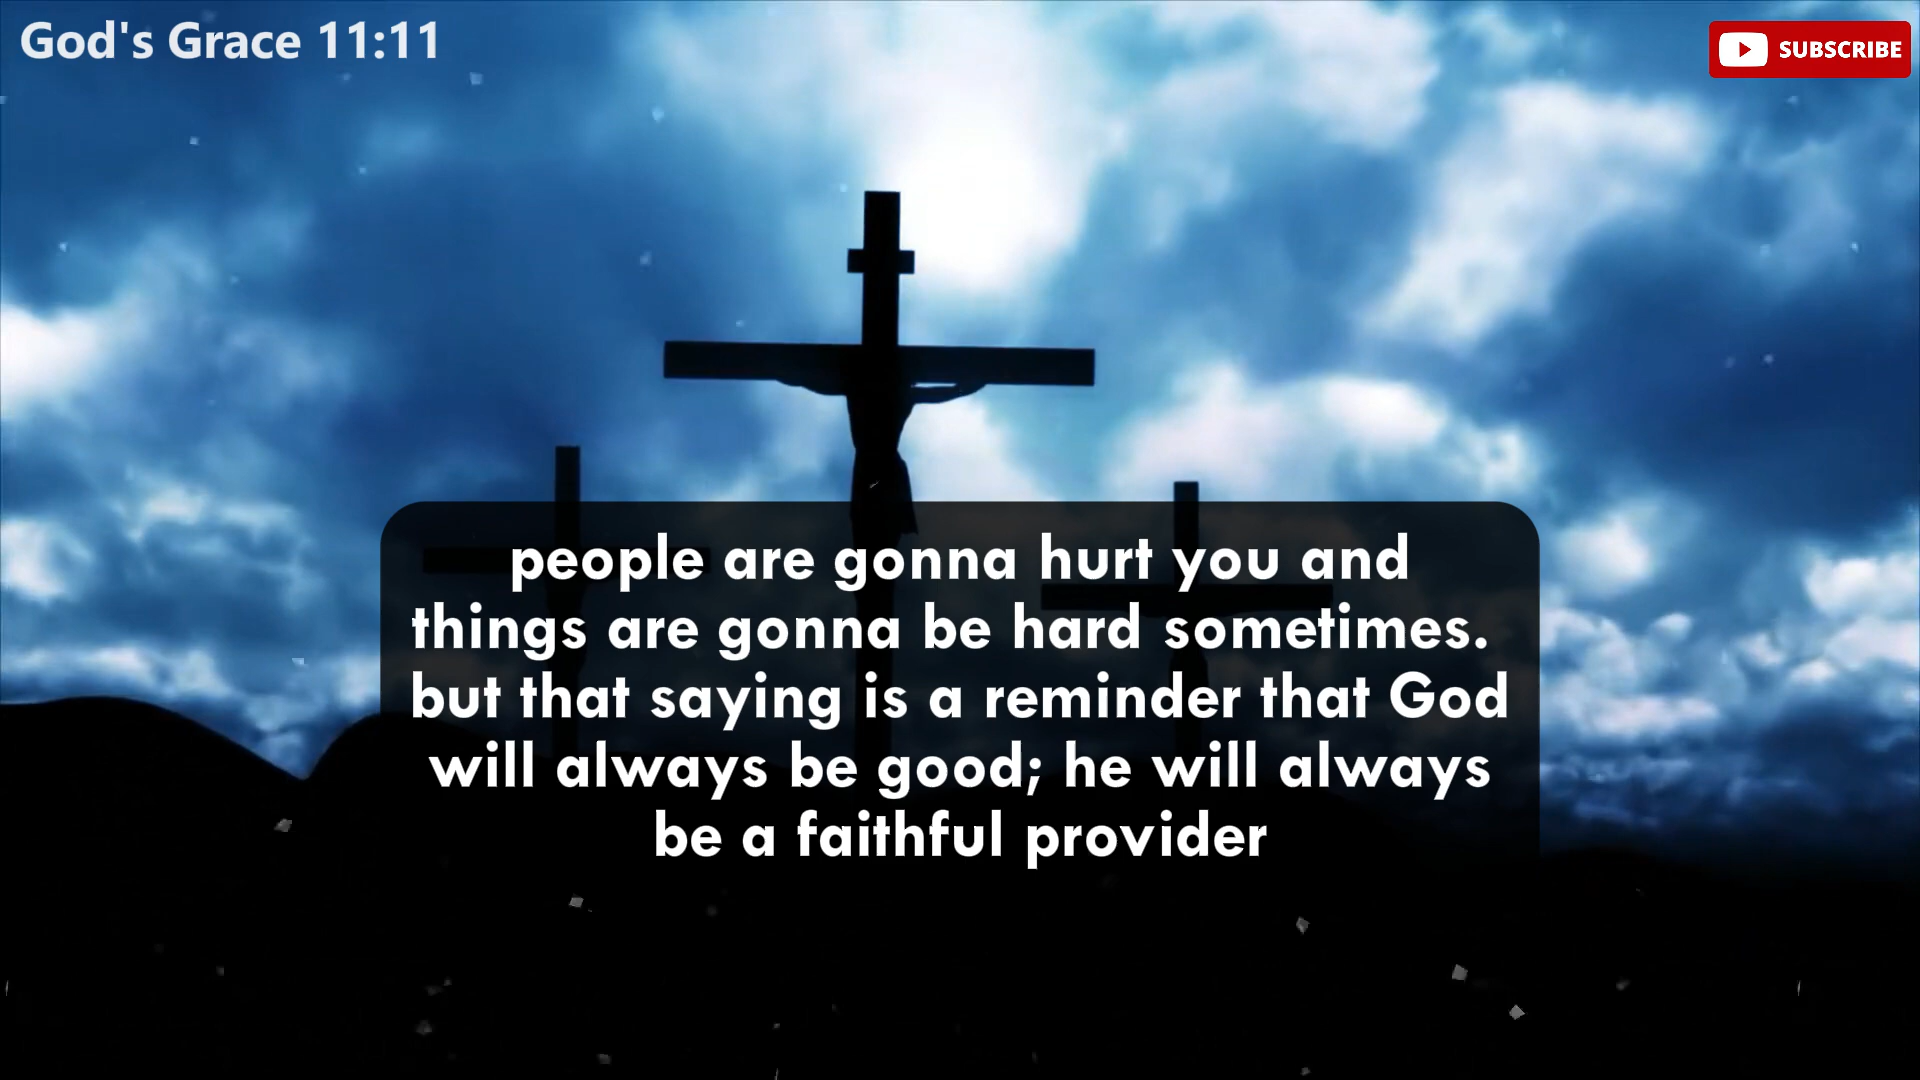 God's Grace 11:11
SUBSCRIBE
people are gonna hurt you and
things are gonna be hard sometimes.
but that saying is a reminder that God
will always be good; he will always
be a faithful provider